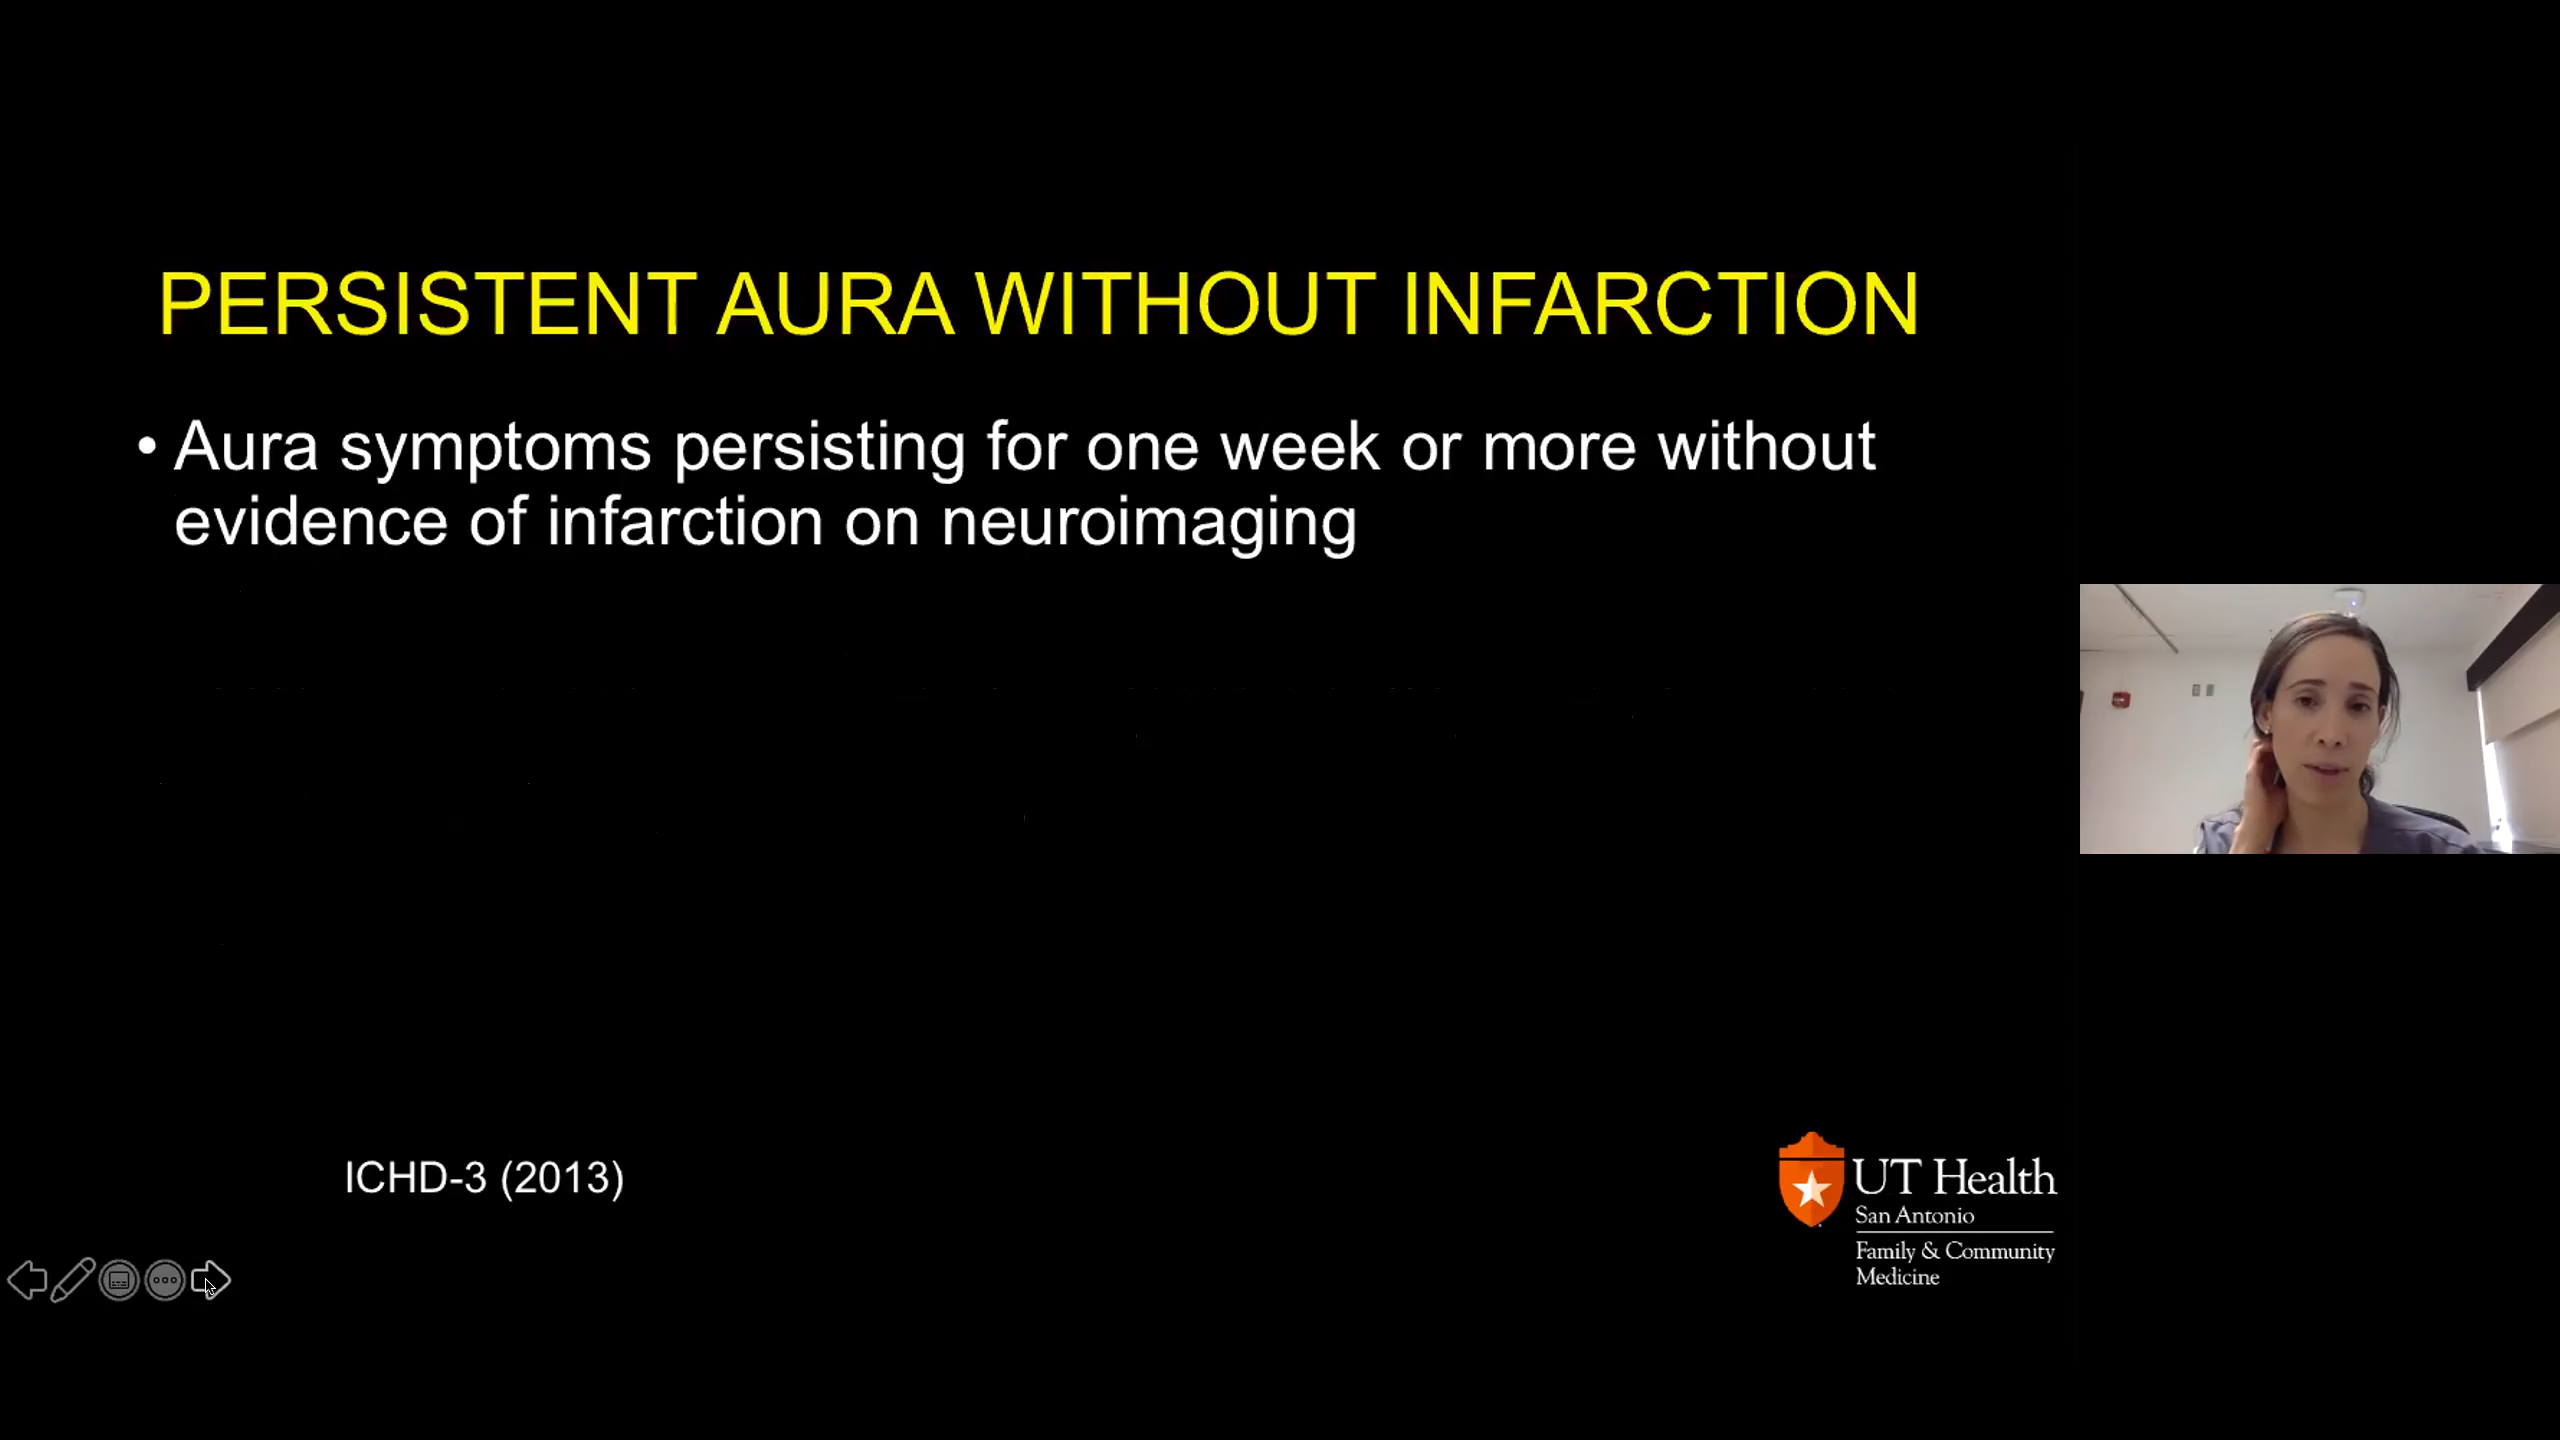 PERSISTENT AURA WITHOUT INFARCTION
• Aura symptoms persisting for one week or more without
evidence of infarction on neuroimaging
ICHD-3 (2013)
UT Health
San Antonio
Family & Community
Medicine